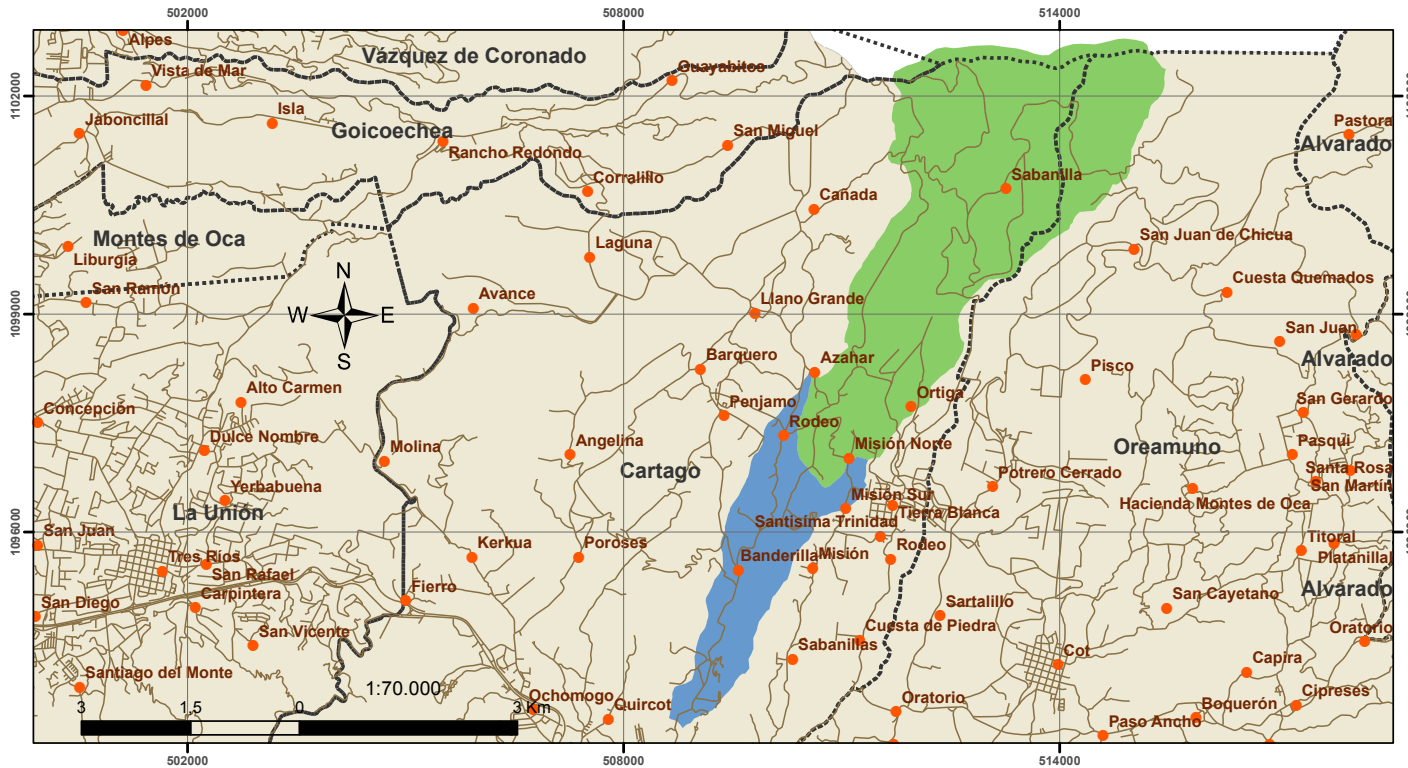 502000
508000
514000
Alpes
Vázquez de Coronado
Vista de Mar
Guayabitos
1102000
Isla
Jaboncillal
Goicoechea
San Miguel
Pastora
Alvarado
Rancho Redondo
Corralillo
Sabanilla
Cañada
Montes de Oca
Laguna
San Juan de Chicua
Liburgia
N
Cuesta Quemados
San Ramón
Avance
Llano Grande
W
E
1099000
S
San Juan
Barquero
Azahar
Alvarado
Pisco
Alto Carmen
Ortiga
San Gerardo
Concepción
Penjamo
Rodeo
Dulce Nombre
Angelina
Misión Norte
Oreamuno
Pasqui
Molina
Cartago
Potrero Cerrado
Santa Rosa
Yerbabuena
San Martín
Misión Sur
Hacienda Montes de Oca
La Unión
Tierra Blanca
Santisima Trinidad
San Juan
1096000
Titoral
Kerkua
Poroses
Rodeo
Tres Rios
Banderilla
Misión
Platanillal
San Rafael
Alvarado
San Diego
Carpintera
Fierro
Sartalillo
San Cayetano
San Vicente
Cuesta de Piedra
Oratorio
Sabanillas
Cot
Capira
Santiago del Monte
1:70.000
Cipreses
Ochomogo
Oratorio
Boquerón
3
1,5
0
3 Km
Quircot
Paso Ancho
502000
508000
514000